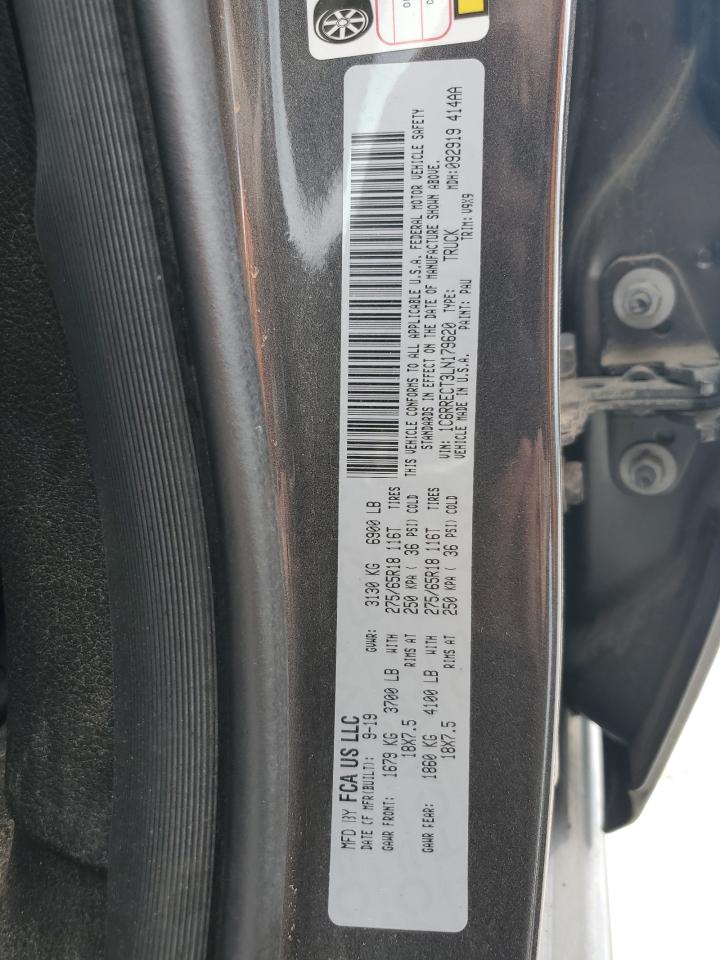 MFD BY FCA US LLC
DATE OF MFR(BUILT): 9-19 GVWR: 3130 KG 6900 LB
GAWR FRONT: 1679 KG 3700 LB WITH 275/65R18 116T TIRES
18X7.5 RIMS AT 250 KPA ( 36 PSI) COLD
GAWR REAR: 1860 KG 4100 LB WITH 275/65R18 116T TIRES
18X7.5 RIMS AT 250 KPA ( 36 PSI) COLD
THIS VEHICLE CONFORMS TO ALL APPLICABLE U.S.A. FEDERAL MOTOR VEHICLE SAFETY
STANDARDS IN EFFECT ON THE DATE OF MANUFACTURE SHOWN ABOVE.
VIN: 1C6RRECT3LN179620 TYPE: TRUCK MDH: 092919 414AA
VEHICLE MADE IN U.S.A. PAINT: PAU TRIM: V9X9